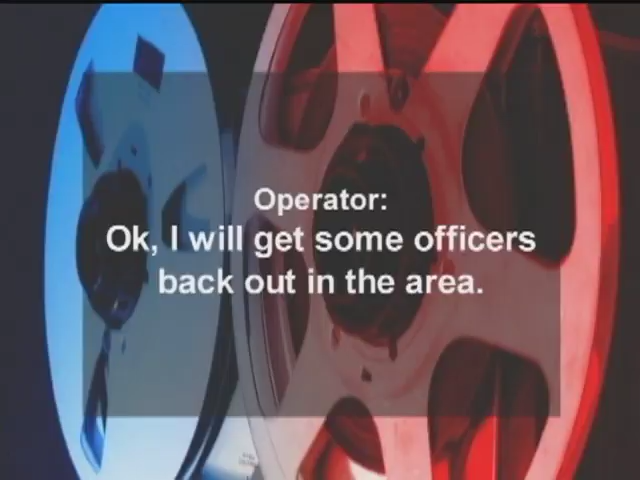 Operator:
Ok, I will get some officers
back out in the area.